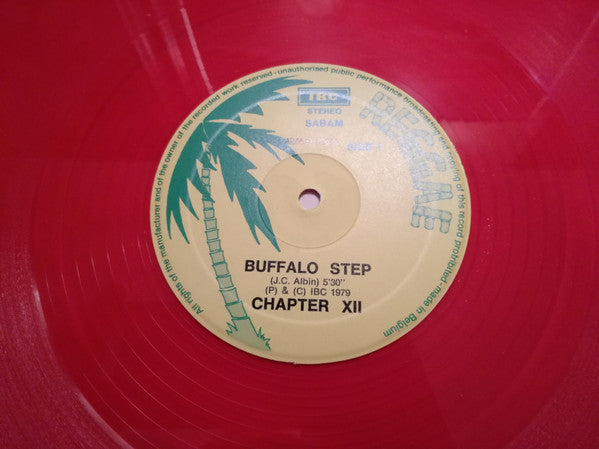 All rights of the manufacturer and of the owner of the recorded work reserved-unauthorised public performance broadcasting and copying of this record prohibited-made in Belgium
IBC
STEREO
SABAM
REGGAE
BUFFALO STEP
(J.C. Albin) 5'30''
(P) & (C) IBC 1979
CHAPTER XII